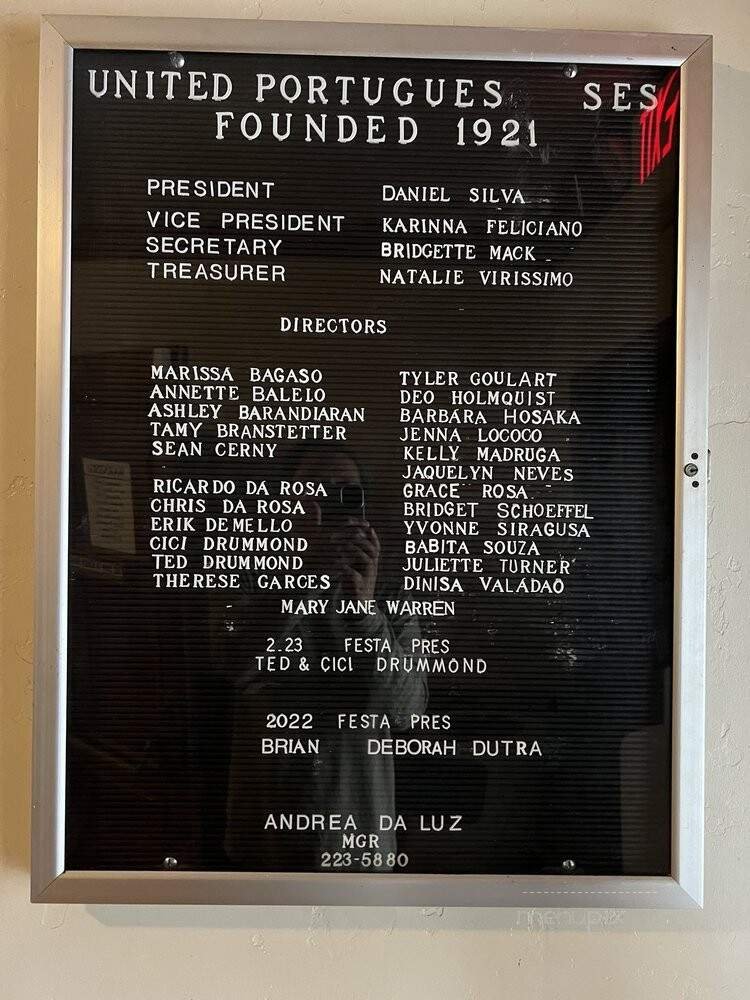 UNITED PORTUGUES SES
FOUNDED 1921
PRESIDENT DANIEL SILVA
VICE PRESIDENT KARINNA FELICIANO
SECRETARY BRIDGETTE MACK
TREASURER NATALIE VIRISSIMO
DIRECTORS
MARISSA BAGASO TYLER GOULART
ANNETTE BALEIO DEO HOLMQUIST
ASHLEY BARANDIARAN BARBARA HOSAKA
TAMY BRANSTETTER JENNA LOCOCO
SEAN CERNY KELLY MADRUGA
JAQUELYN NEVES
RICARDO DA ROSA GRACE ROSA
CHRIS DA ROSA BRIDGET SCHOEFFEL
ERIK DEMELLO YVONNE SIRAGUSA
CICI DRUMMOND BABITA SOUZA
TED DRUMMOND JULIETTE TURNER
THERESE GARCES DINISA VALADAO
MARY JANE WARREN
2.23 FESTA PRES
TED & CICI DRUMMOND
2022 FESTA PRES
BRIAN DEBORAH DUTRA
ANDREA DA LUZ
MGR
223-5880
menupix